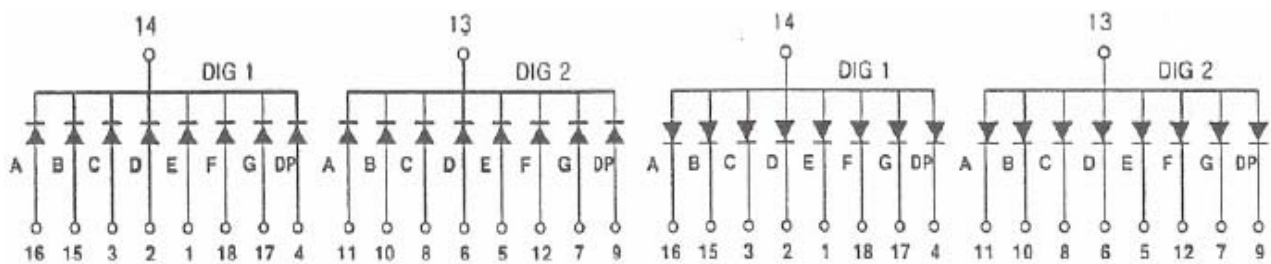 14 13 14 13
DIG 1 DIG 2 DIG 1 DIG 2
A B C D E F G DP A B C D E F G DP A B C D E F G DP A B C D E F G DP
16 15 3 2 1 18 17 4 11 10 8 6 5 12 7 9 16 15 3 2 1 18 17 4 11 10 8 6 5 12 7 9